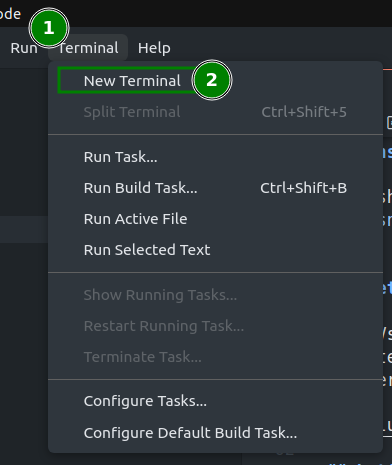 ode
1
Run Terminal Help
New Terminal 2
Split Terminal Ctrl+Shift+5
Run Task...
Run Build Task... Ctrl+Shift+B
Run Active File
Run Selected Text
Show Running Tasks...
Restart Running Task...
Terminate Task...
Configure Tasks...
Configure Default Build Task...